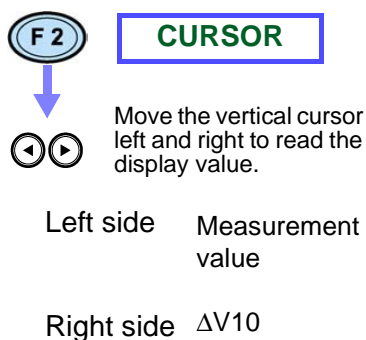 F 2 CURSOR
Move the vertical cursor
left and right to read the
display value.
Left side Measurement
value
Right side ΔV10